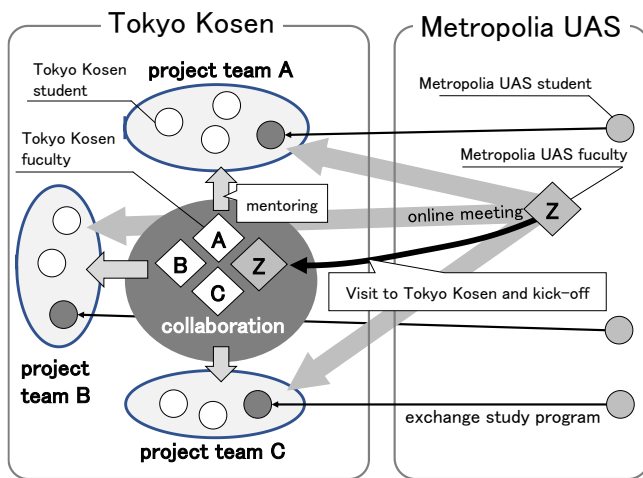 Tokyo Kosen
Metropolia UAS
Tokyo Kosen
student
project team A
Metropolia UAS student
Tokyo Kosen
fuculty
Metropolia UAS fuculty
mentoring
online meeting
Z
A
B
Z
C
collaboration
Visit to Tokyo Kosen and kick-off
project
team B
exchange study program
project team C